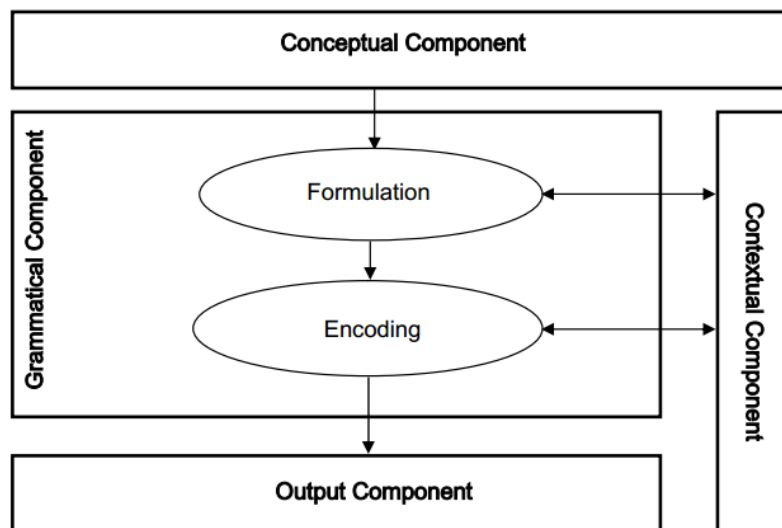 Conceptual Component
Grammatical Component
Formulation
Encoding
Contextual Component
Output Component